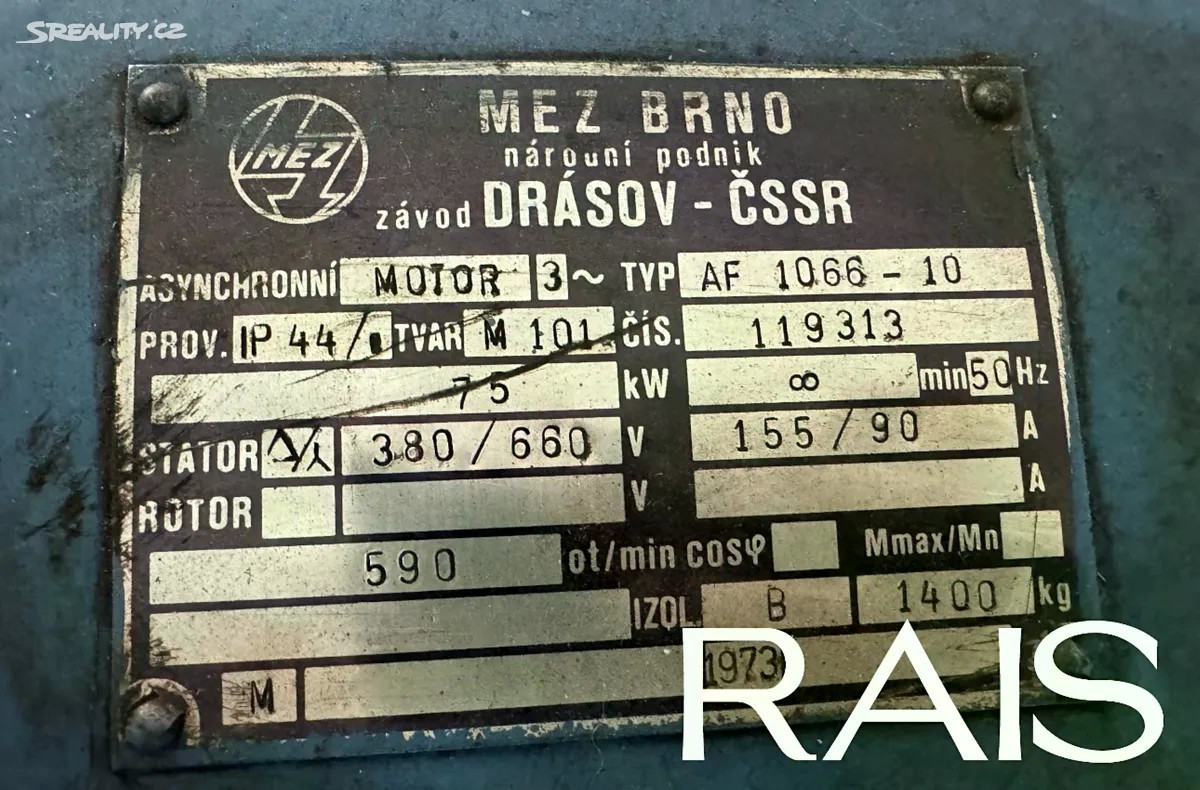 SREALITY.CZ
MEZ
MEZ BRNO
národní podnik
závod DRÁSOV - ČSSR
ASYNCHRONNÍ MOTOR 3 ~ TYP AF 1066 - 10
PROV. IP 44/ TVAR M 101 ČÍS. 119313
75 kW ∞ min 50 Hz
STATOR Δ/Y 380 / 660 V 155 / 90 A
ROTOR V A
590 ot/min cosφ Mmax/Mn
IZOL. B 1400 kg
M 1973
RAIS